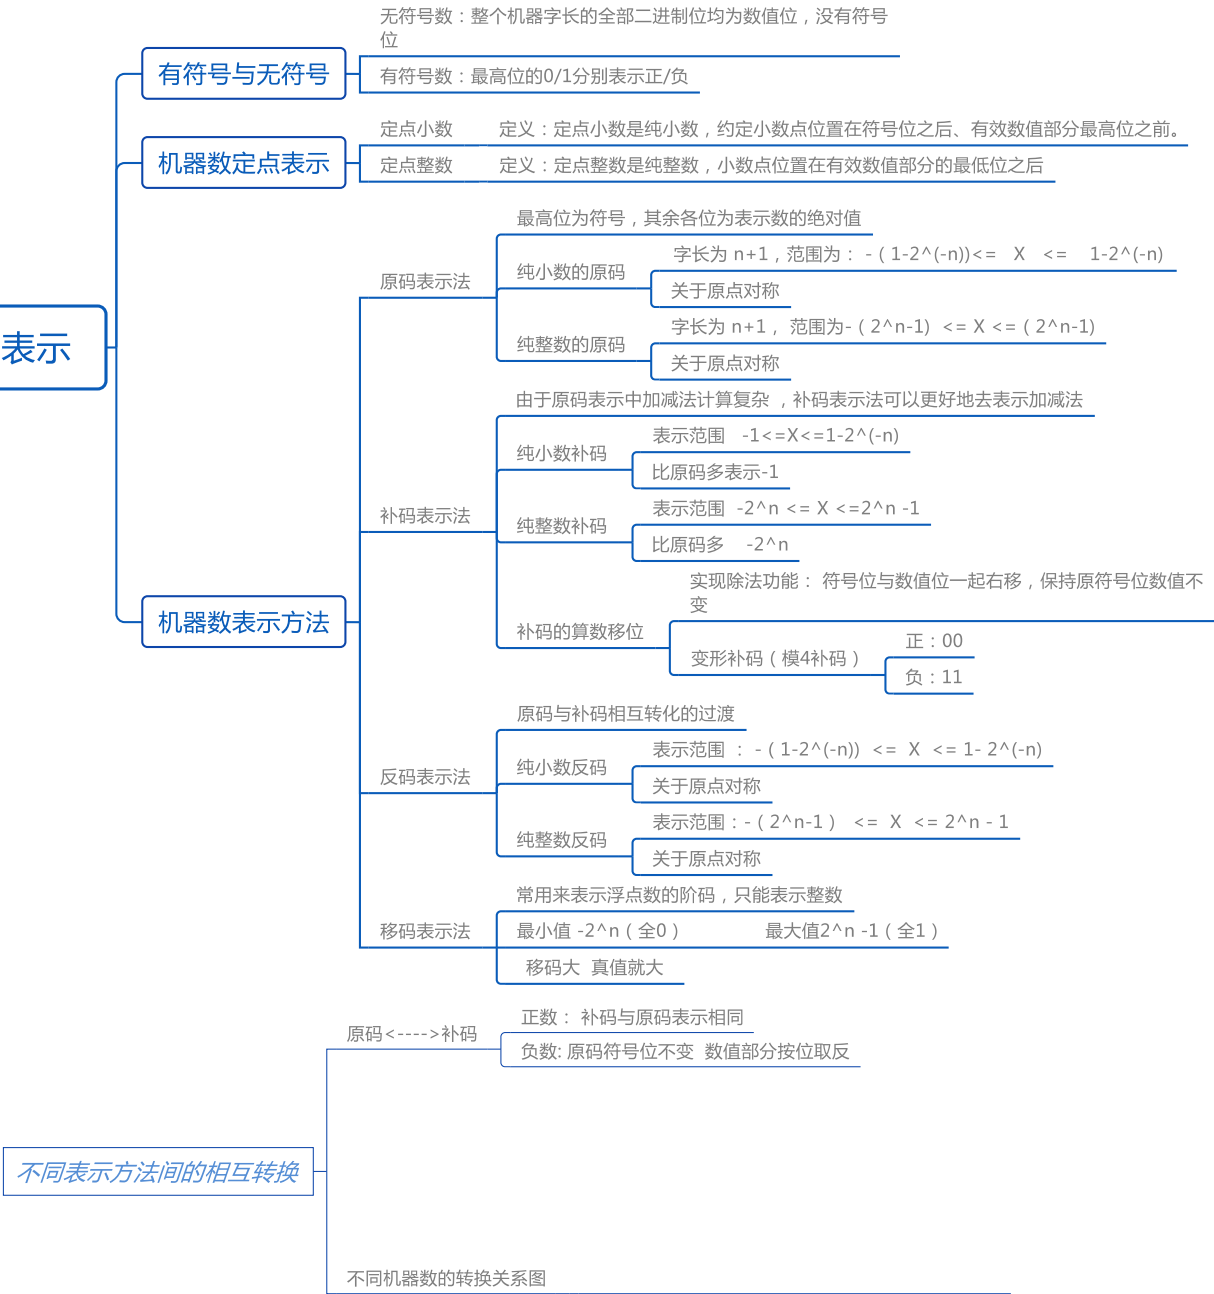 表示
有符号与无符号
无符号数：整个机器字长的全部二进制位均为数值位，没有符号
位
有符号数：最高位的0/1分别表示正/负
机器数定点表示
定点小数
定义：定点小数是纯小数，约定小数点位置在符号位之后、有效数值部分最高位之前。
定点整数
定义：定点整数是纯整数，小数点位置在有效数值部分的最低位之后
机器数表示方法
原码表示法
最高位为符号，其余各位为表示数的绝对值
纯小数的原码
字长为 n+1，范围为： -（1-2^(-n))<= X <= 1-2^(-n)
关于原点对称
纯整数的原码
字长为 n+1， 范围为-（2^n-1) <= X <=（2^n-1)
关于原点对称
补码表示法
由于原码表示中加减法计算复杂 ，补码表示法可以更好地去表示加减法
纯小数补码
表示范围 -1<=X<=1-2^(-n)
比原码多表示-1
纯整数补码
表示范围 -2^n <= X <=2^n -1
比原码多 -2^n
补码的算数移位
实现除法功能： 符号位与数值位一起右移，保持原符号位数值不
变
变形补码（模4补码）
正：00
负：11
反码表示法
原码与补码相互转化的过渡
纯小数反码
表示范围 ： -（1-2^(-n)) <= X <= 1- 2^(-n)
关于原点对称
纯整数反码
表示范围：-（2^n-1） <= X <= 2^n - 1
关于原点对称
移码表示法
常用来表示浮点数的阶码，只能表示整数
最小值 -2^n（全0） 最大值2^n -1（全1）
移码大 真值就大
不同表示方法间的相互转换
原码<---->补码
正数： 补码与原码表示相同
负数: 原码符号位不变 数值部分按位取反
不同机器数的转换关系图